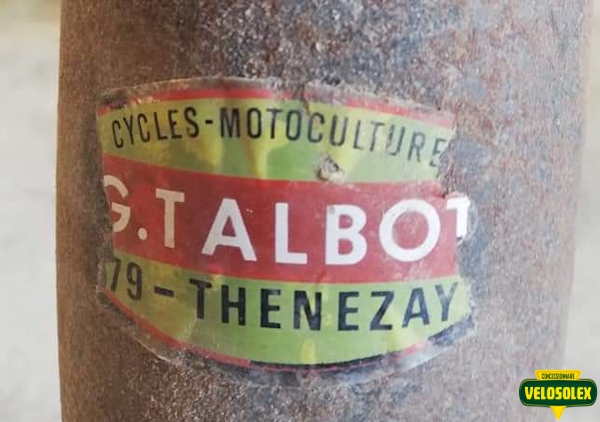 CYCLES-MOTOCULTURE
G.TALBOT
79-THENEZAY
CONCESSIONNAIRE
VELOSOLEX